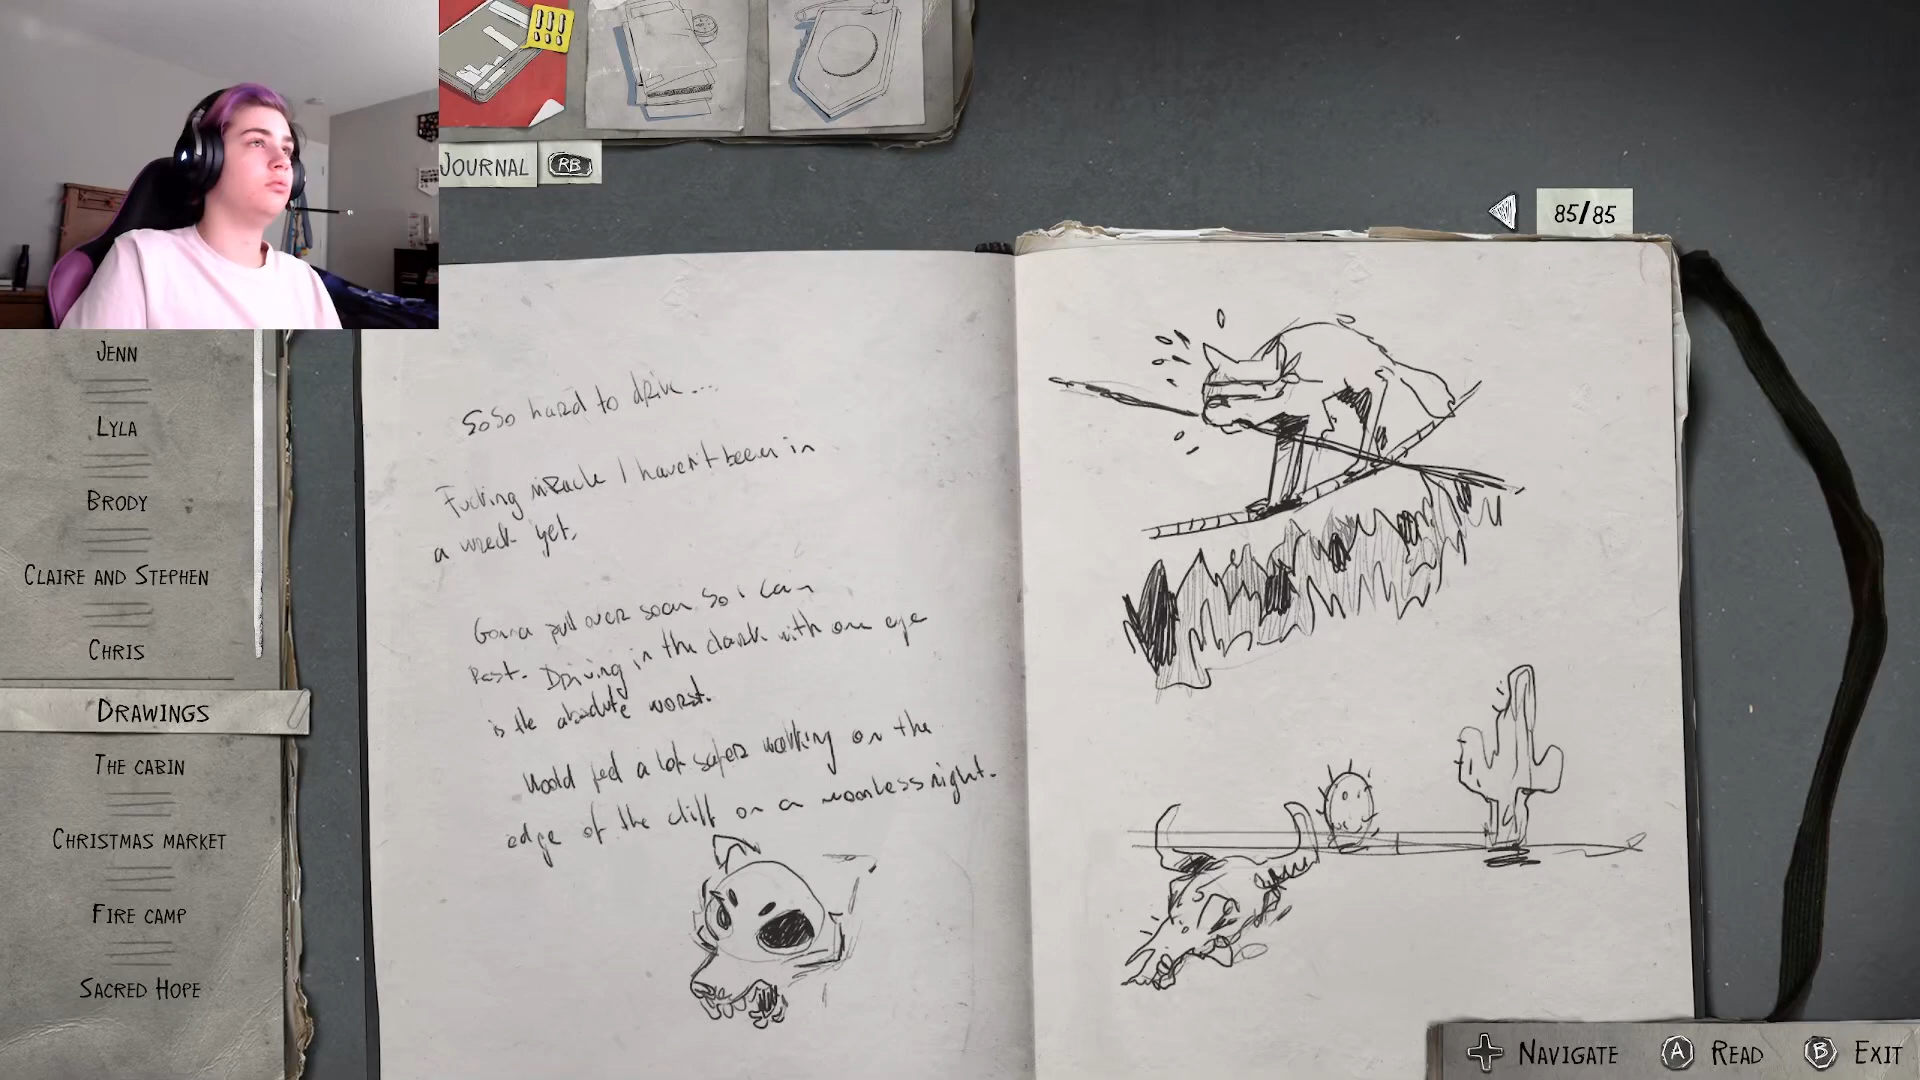 JOURNAL RB
85/85
JENN
LYLA
BRODY
CLAIRE AND STEPHEN
CHRIS
DRAWINGS
THE CABIN
CHRISTMAS MARKET
FIRE CAMP
SACRED HOPE
SoSo hard to drive....
Fucking miracle I haven't been in
a wreck yet.
Gonna pull over soon so i can
Rest. Driving in the dark with one eye
is the absolute worst.
Would feel a lot safer walking on the
edge of the cliff on a moonless night.
NAVIGATE A READ B EXIT